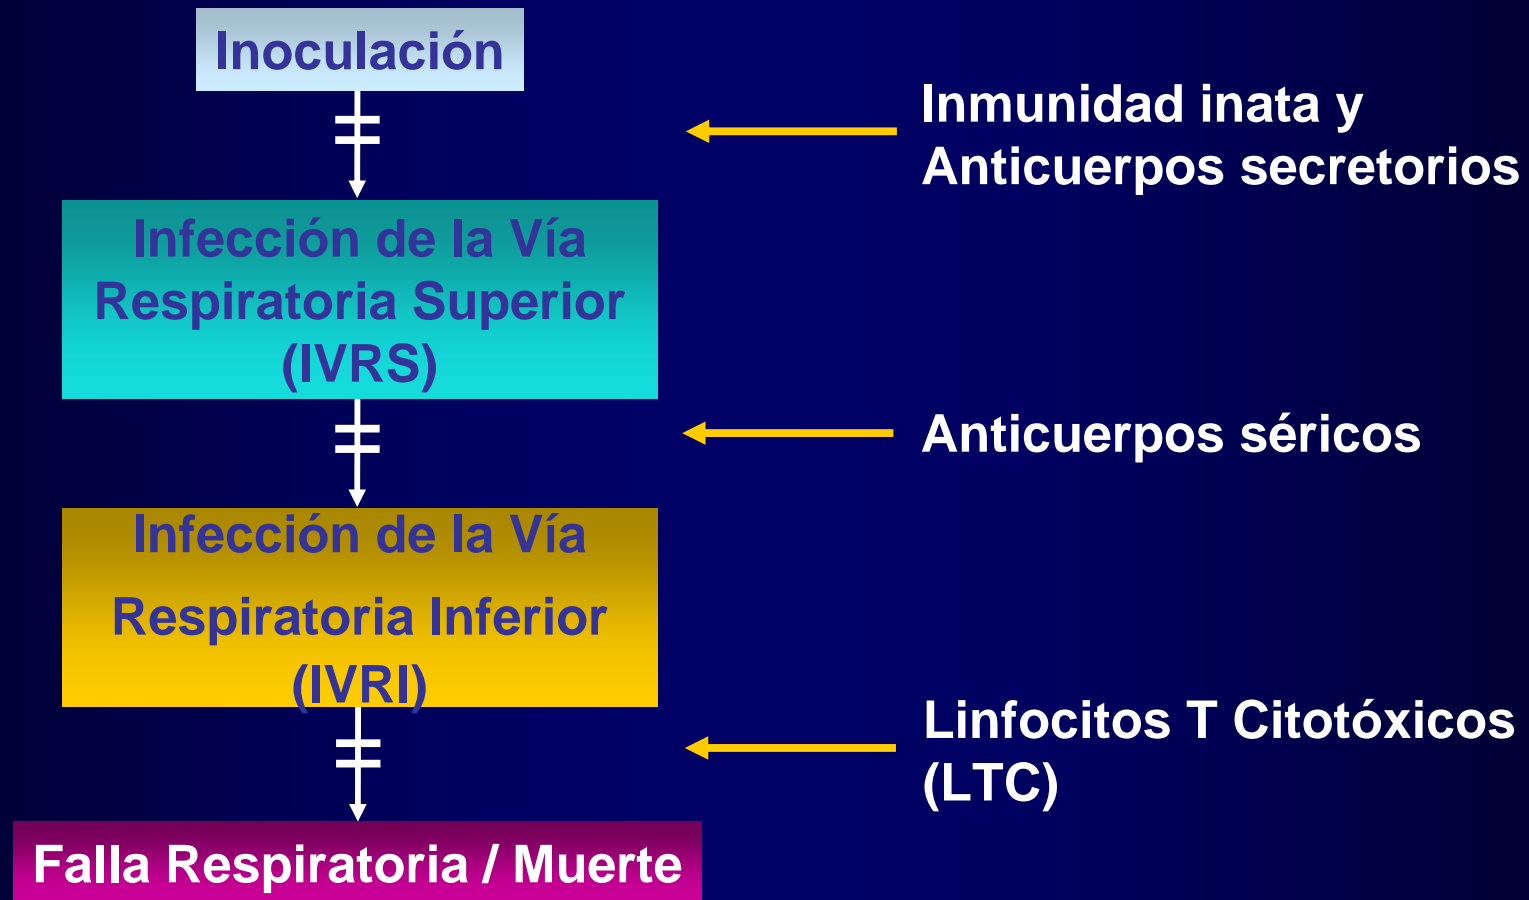 Inoculación
Inmunidad inata y
Anticuerpos secretorios
Infección de la Vía
Respiratoria Superior
(IVRS)
Anticuerpos séricos
Infección de la Vía
Respiratoria Inferior
(IVRI)
Linfocitos T Citotóxicos
(LTC)
Falla Respiratoria / Muerte